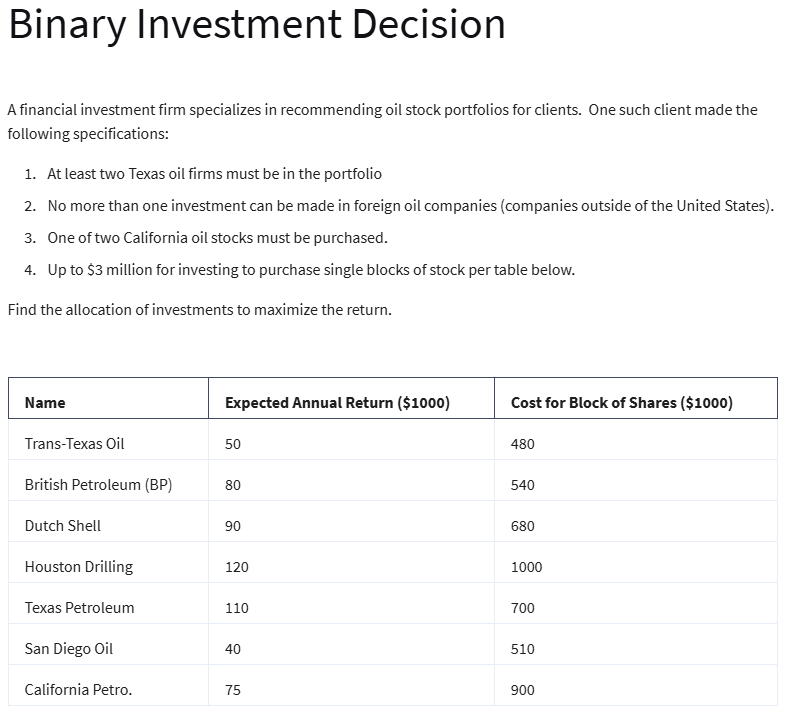 Binary Investment Decision
A financial investment firm specializes in recommending oil stock portfolios for clients.  One such client made the
following specifications:
1. At least two Texas oil firms must be in the portfolio
2. No more than one investment can be made in foreign oil companies (companies outside of the United States).
3. One of two California oil stocks must be purchased.
4. Up to $3 million for investing to purchase single blocks of stock per table below.
Find the allocation of investments to maximize the return.
Name Expected Annual Return ($1000) Cost for Block of Shares ($1000)
Trans-Texas Oil 50 480
British Petroleum (BP) 80 540
Dutch Shell 90 680
Houston Drilling 120 1000
Texas Petroleum 110 700
San Diego Oil 40 510
California Petro. 75 900